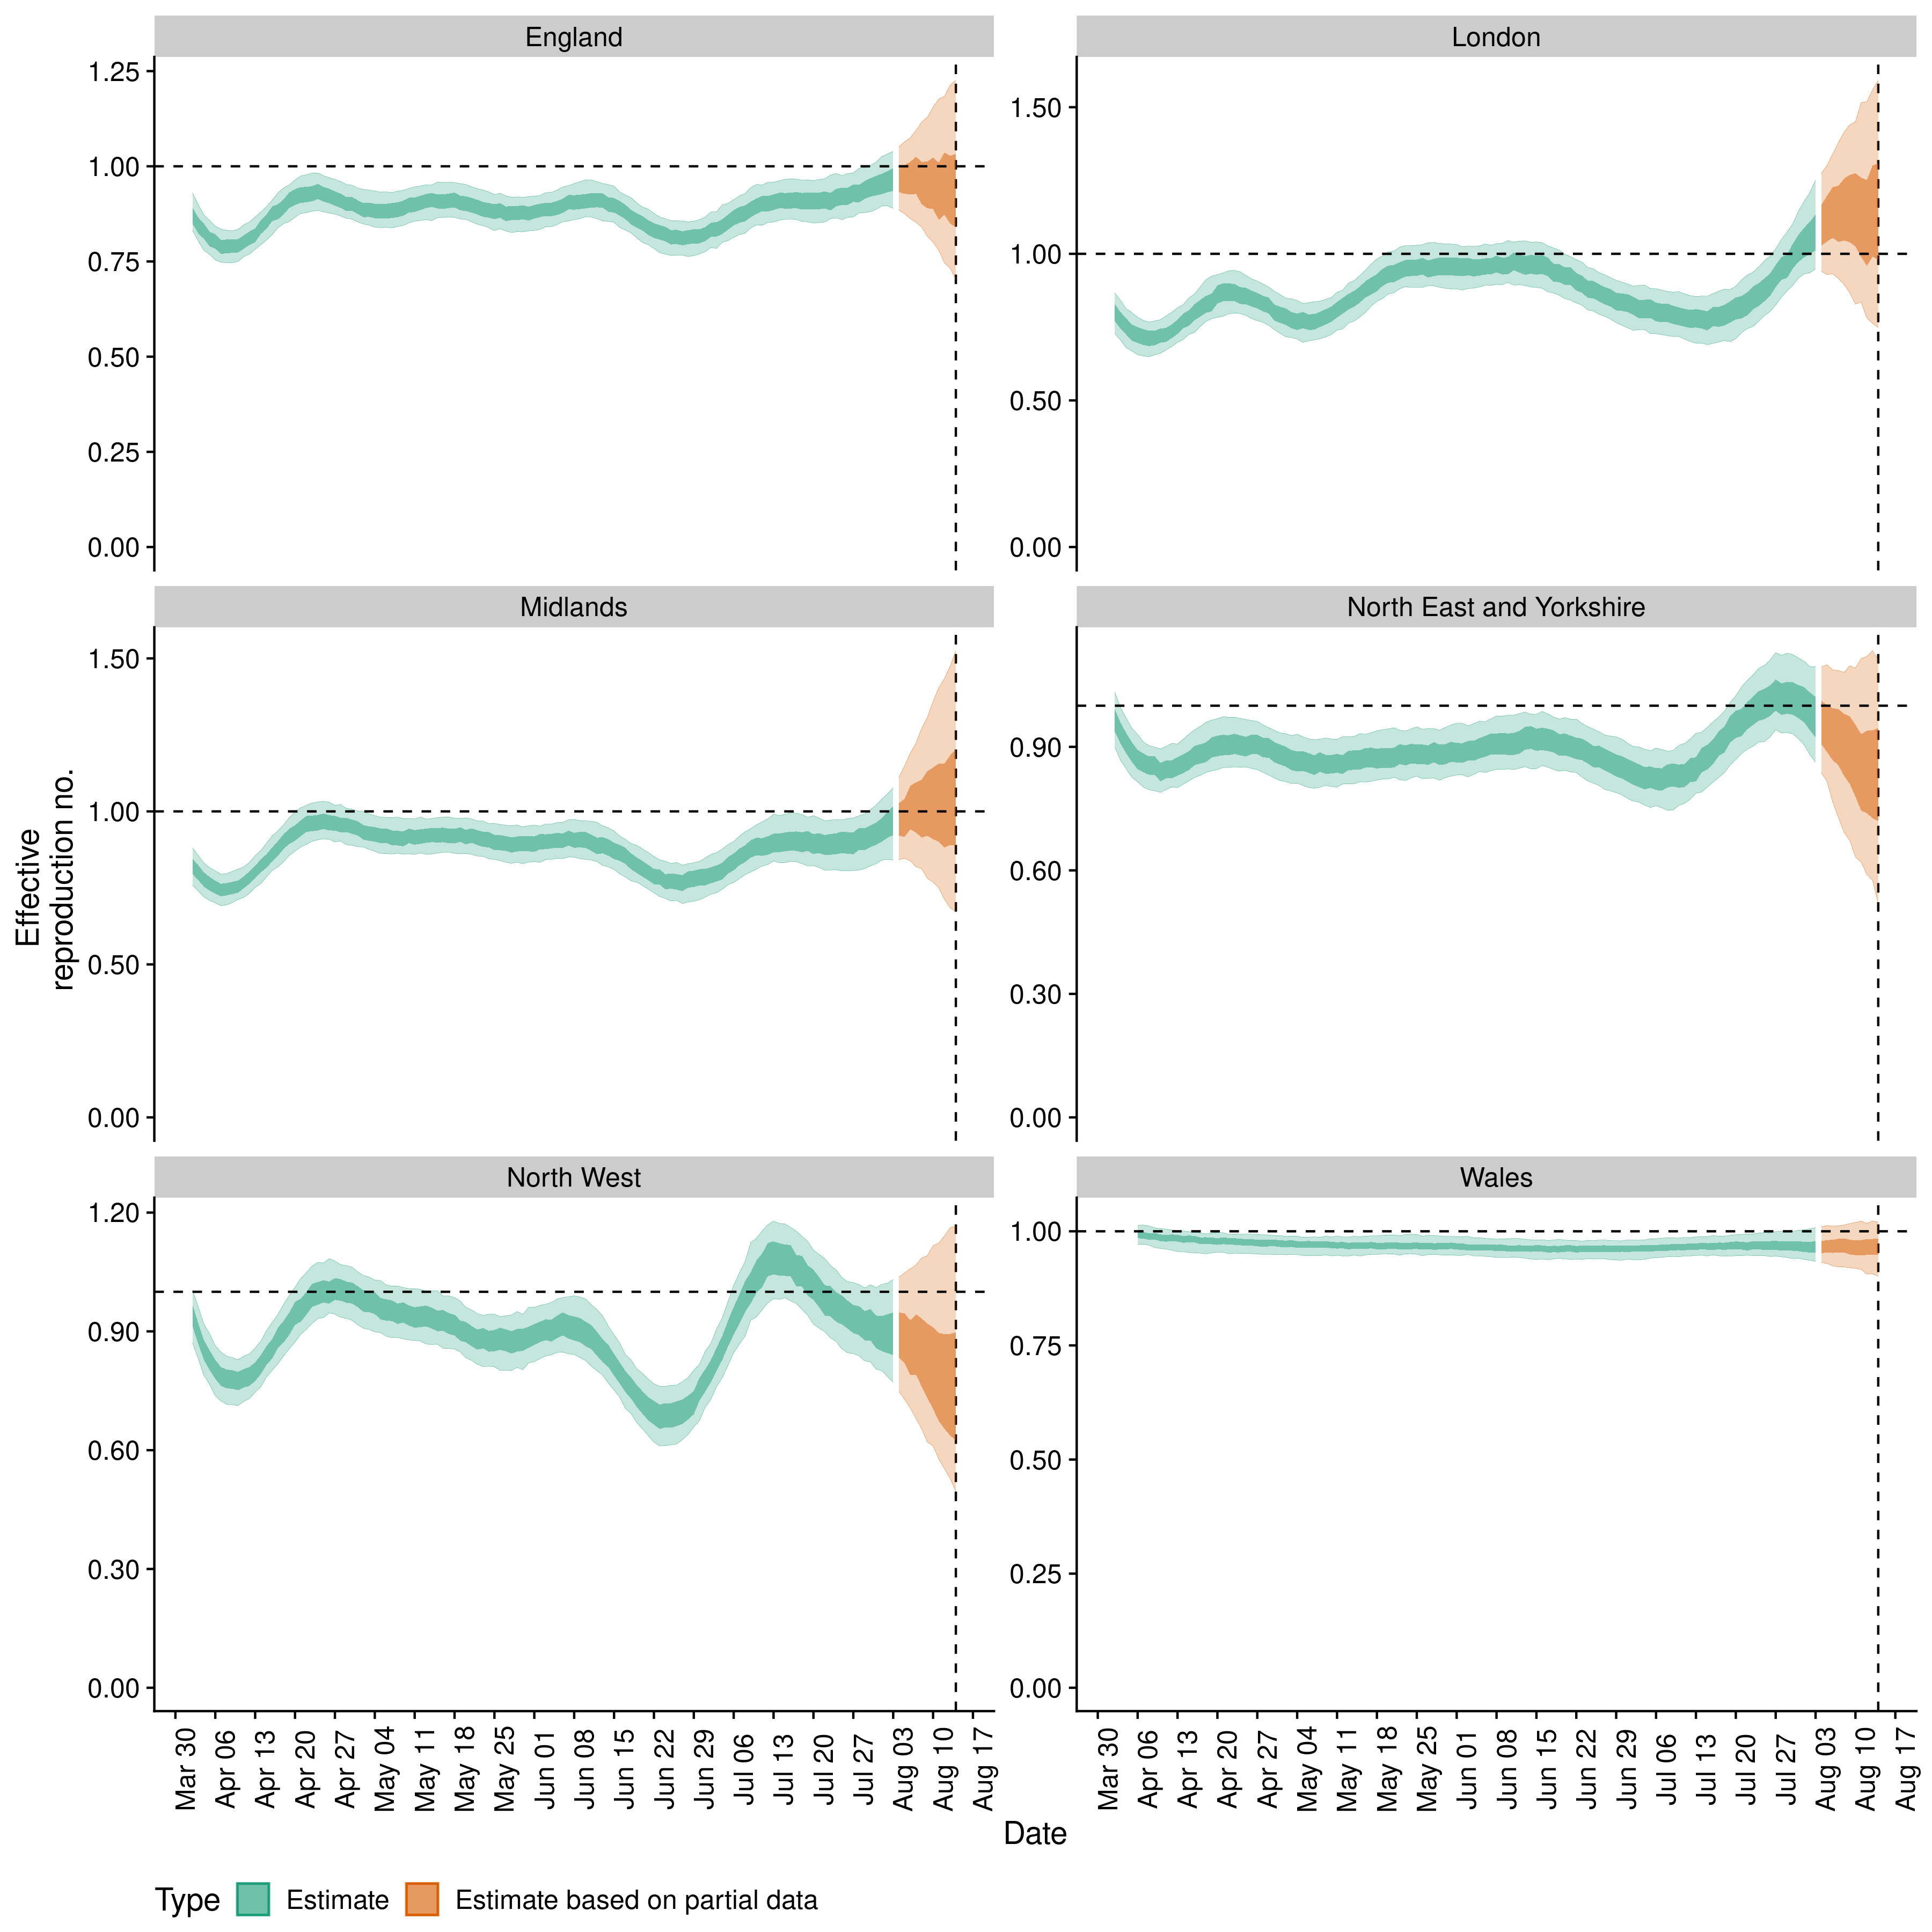 England
London
1.25
1.00
0.75
0.50
0.25
0.00
1.50
1.00
0.50
0.00
Midlands
North East and Yorkshire
1.50
1.00
0.50
0.00
0.90
0.60
0.30
0.00
North West
Wales
1.20
0.90
0.60
0.30
0.00
1.00
0.75
0.50
0.25
0.00
Effective
reproduction no.
Mar 30
Apr 06
Apr 13
Apr 20
Apr 27
May 04
May 11
May 18
May 25
Jun 01
Jun 08
Jun 15
Jun 22
Jun 29
Jul 06
Jul 13
Jul 20
Jul 27
Aug 03
Aug 10
Aug 17
Mar 30
Apr 06
Apr 13
Apr 20
Apr 27
May 04
May 11
May 18
May 25
Jun 01
Jun 08
Jun 15
Jun 22
Jun 29
Jul 06
Jul 13
Jul 20
Jul 27
Aug 03
Aug 10
Aug 17
Date
Type Estimate Estimate based on partial data